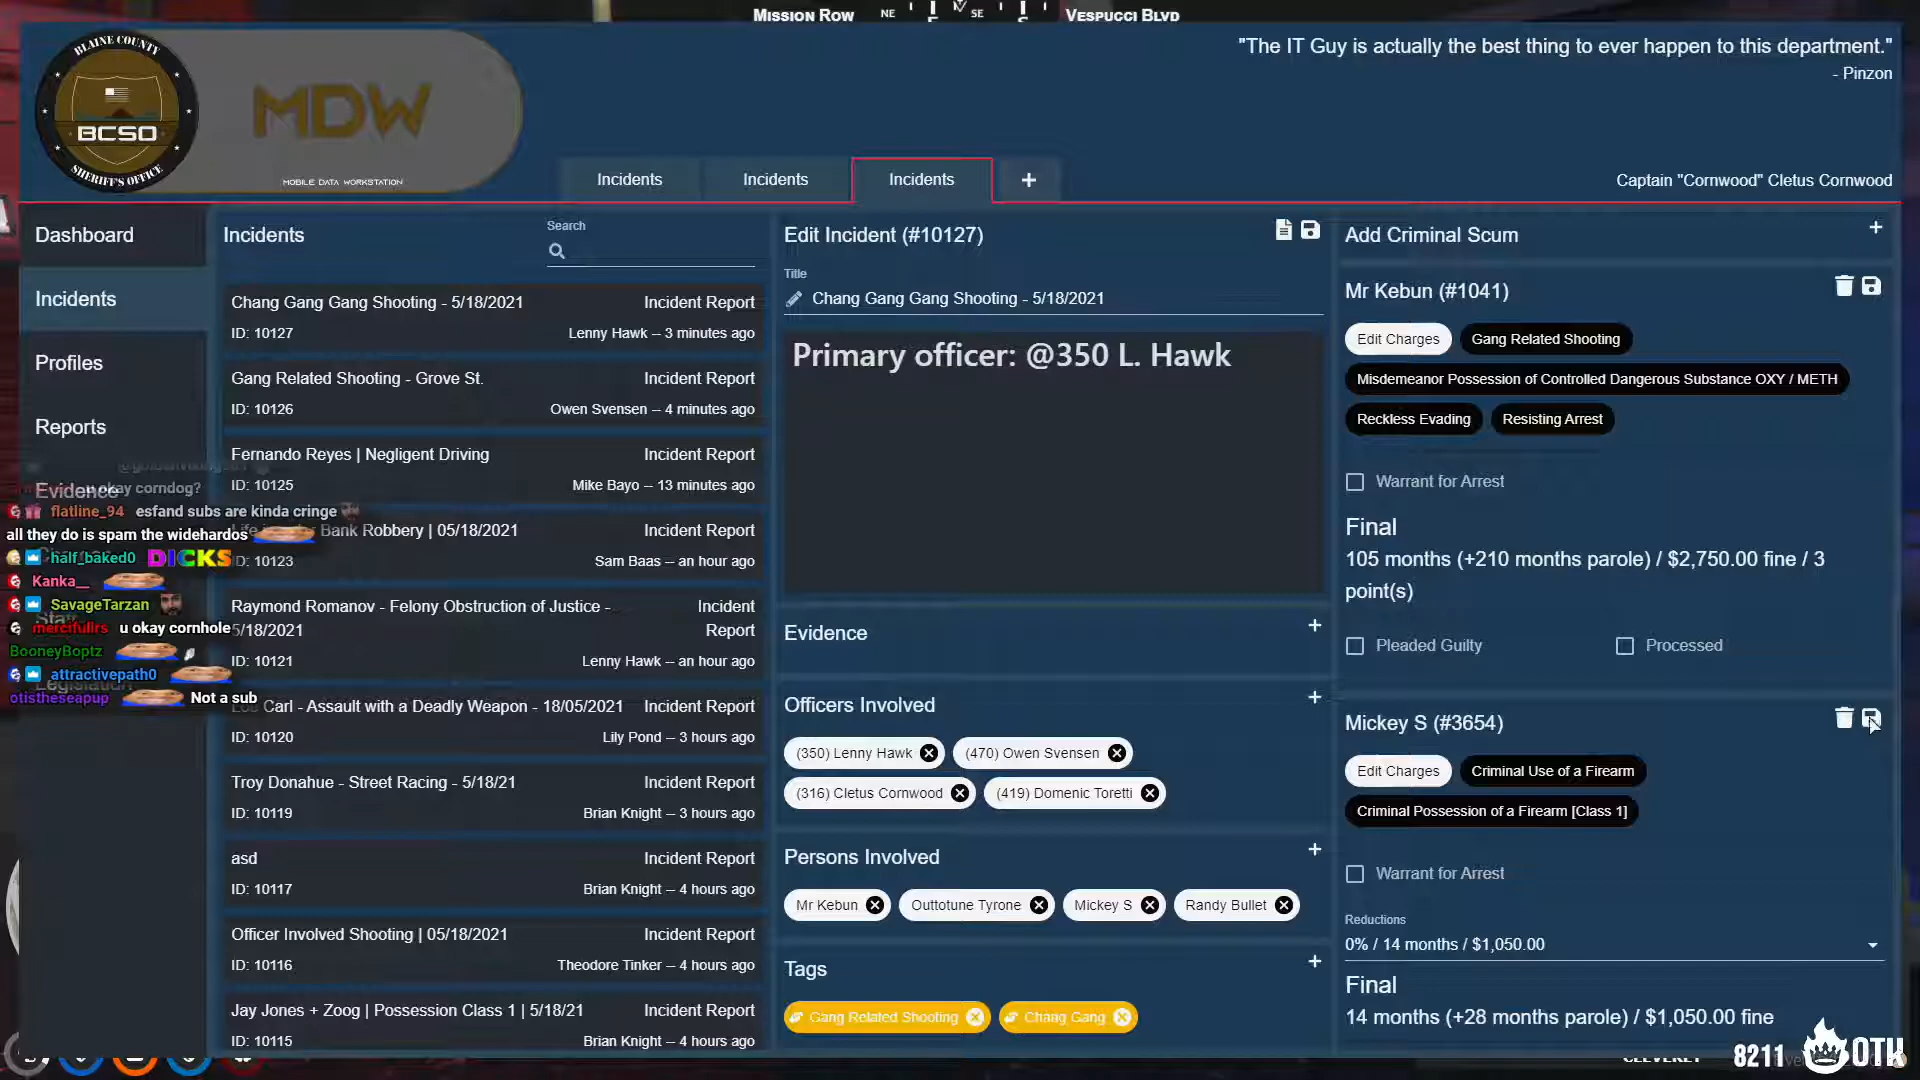 Mission Row NE E SE S Vespucci Blvd
BLAINE COUNTY
BCSO
SHERIFF'S OFFICE
MDW
MOBILE DATA WORKSTATION
"The IT Guy is actually the best thing to ever happen to this department."
- Pinzon
Incidents
Incidents
Incidents
+
Captain "Cornwood" Cletus Cornwood
Dashboard
Incidents
Profiles
Reports
Evidence
u okay corndog?
flatline_94 esfand subs are kinda cringe
all they do is spam the widehardos
half_baked0 DICKS
Kanka__
SavageTarzan
Staff
mercifullrs u okay cornhole
BooneyBoptz
attractivepath0
Legislation
otistheseapup Not a sub
Incidents
Search
Chang Gang Gang Shooting - 5/18/2021 Incident Report
ID: 10127 Lenny Hawk – 3 minutes ago
Gang Related Shooting - Grove St. Incident Report
ID: 10126 Owen Svensen – 4 minutes ago
Fernando Reyes | Negligent Driving Incident Report
ID: 10125 Mike Bayo – 13 minutes ago
Bank Robbery | 05/18/2021 Incident Report
ID: 10123 Sam Baas – an hour ago
Raymond Romanov - Felony Obstruction of Justice - Incident
5/18/2021 Report
ID: 10121 Lenny Hawk – an hour ago
Carl - Assault with a Deadly Weapon - 18/05/2021 Incident Report
ID: 10120 Lily Pond – 3 hours ago
Troy Donahue - Street Racing - 5/18/21 Incident Report
ID: 10119 Brian Knight – 3 hours ago
asd Incident Report
ID: 10117 Brian Knight – 4 hours ago
Officer Involved Shooting | 05/18/2021 Incident Report
ID: 10116 Theodore Tinker – 4 hours ago
Jay Jones + Zoog | Possession Class 1 | 5/18/21 Incident Report
ID: 10115 Brian Knight – 4 hours ago
Edit Incident (#10127)
Title
Chang Gang Gang Shooting - 5/18/2021
Primary officer: @350 L. Hawk
Evidence +
Officers Involved +
(350) Lenny Hawk (470) Owen Svensen
(316) Cletus Cornwood (419) Domenic Toretti
Persons Involved +
Mr Kebun Outtotune Tyrone Mickey S Randy Bullet
Tags +
Gang Related Shooting Chang Gang
Add Criminal Scum +
Mr Kebun (#1041)
Edit Charges Gang Related Shooting
Misdemeanor Possession of Controlled Dangerous Substance OXY / METH
Reckless Evading Resisting Arrest
Warrant for Arrest
Final
105 months (+210 months parole) / $2,750.00 fine / 3
point(s)
Pleaded Guilty Processed
Mickey S (#3654)
Edit Charges Criminal Use of a Firearm
Criminal Possession of a Firearm [Class 1]
Warrant for Arrest
Reductions
0% / 14 months / $1,050.00
Final
14 months (+28 months parole) / $1,050.00 fine
8211 OTK